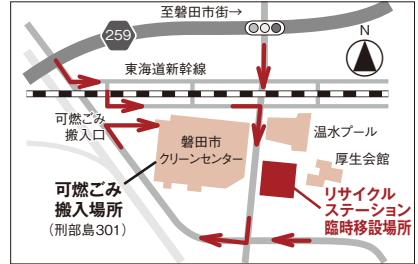 至磐田市街→
259
N
東海道新幹線
可燃ごみ
搬入口
磐田市
クリーンセンター
温水プール
厚生会館
可燃ごみ
搬入場所
(刑部島301)
リサイクル
ステーション
臨時移設場所